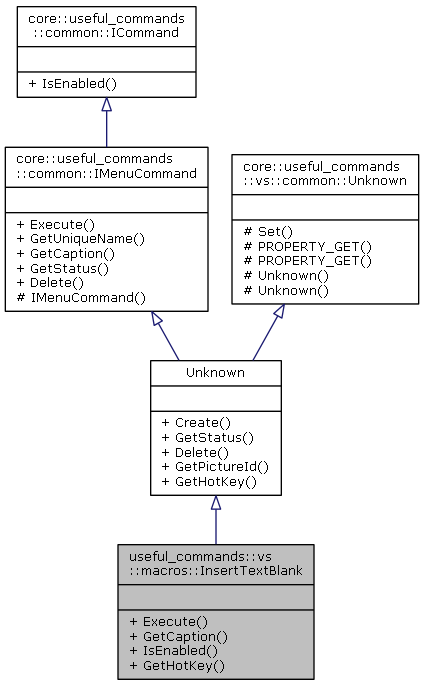 core::useful_commands
::common::ICommand
+ IsEnabled()
core::useful_commands
::common::IMenuCommand
+ Execute()
+ GetUniqueName()
+ GetCaption()
+ GetStatus()
+ Delete()
# IMenuCommand()
core::useful_commands
::vs::common::Unknown
# Set()
# PROPERTY_GET()
# PROPERTY_GET()
# Unknown()
# Unknown()
Unknown
+ Create()
+ GetStatus()
+ Delete()
+ GetPictureId()
+ GetHotKey()
useful_commands::vs
::macros::InsertTextBlank
+ Execute()
+ GetCaption()
+ IsEnabled()
+ GetHotKey()